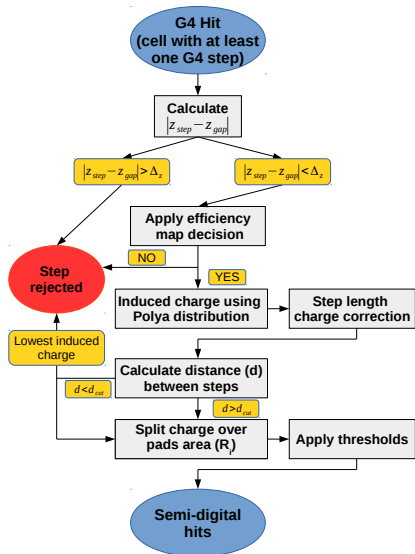 G4 Hit
(cell with at least
one G4 step)
Calculate
|z_step − z_gap|
|z_step − z_gap| > Δ_z
|z_step − z_gap| < Δ_z
Apply efficiency
map decision
NO
YES
Step
rejected
Induced charge using
Polya distribution
Step length
charge correction
Lowest induced
charge
Calculate distance (d)
between steps
d<d_cut
d>d_cut
Split charge over
pads area (R_i)
Apply thresholds
Semi-digital
hits